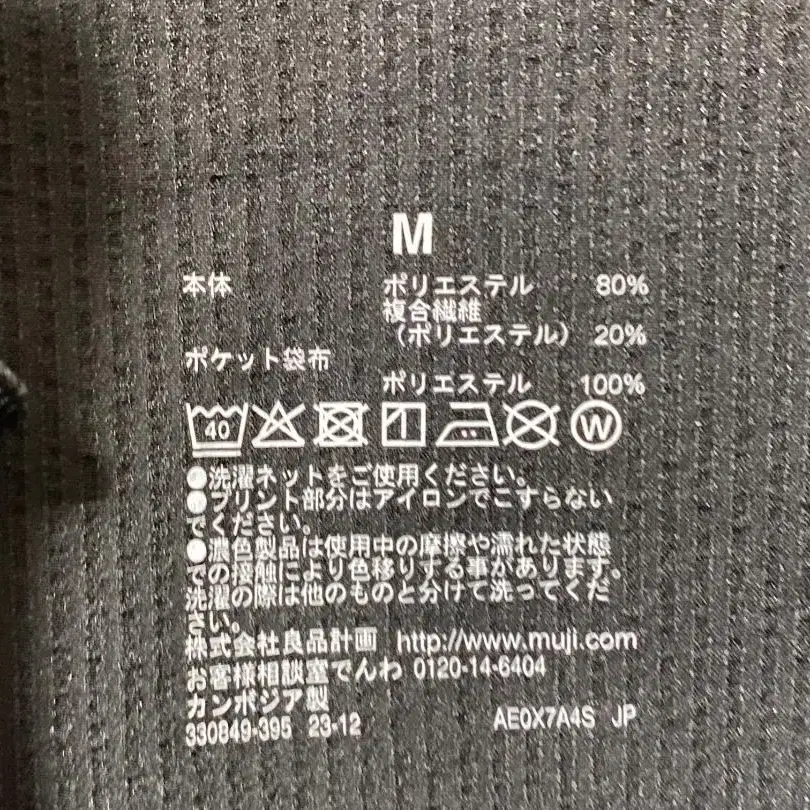 M
本体 ポリエステル 80%
複合繊維
（ポリエステル） 20%
ポケット袋布
ポリエステル 100%
40 W
●洗濯ネットをご使用ください。
●プリント部分はアイロンでこすらない
でください。
●濃色製品は使用中の摩擦や濡れた状態
での接触により色移りする事があります。
洗濯の際は他のものと分けて洗ってくだ
さい。
株式会社良品計画 http://www.muji.com
お客様相談室でんわ 0120-14-6404
カンボジア製
330849-395 23-12 AE0X7A4S JP